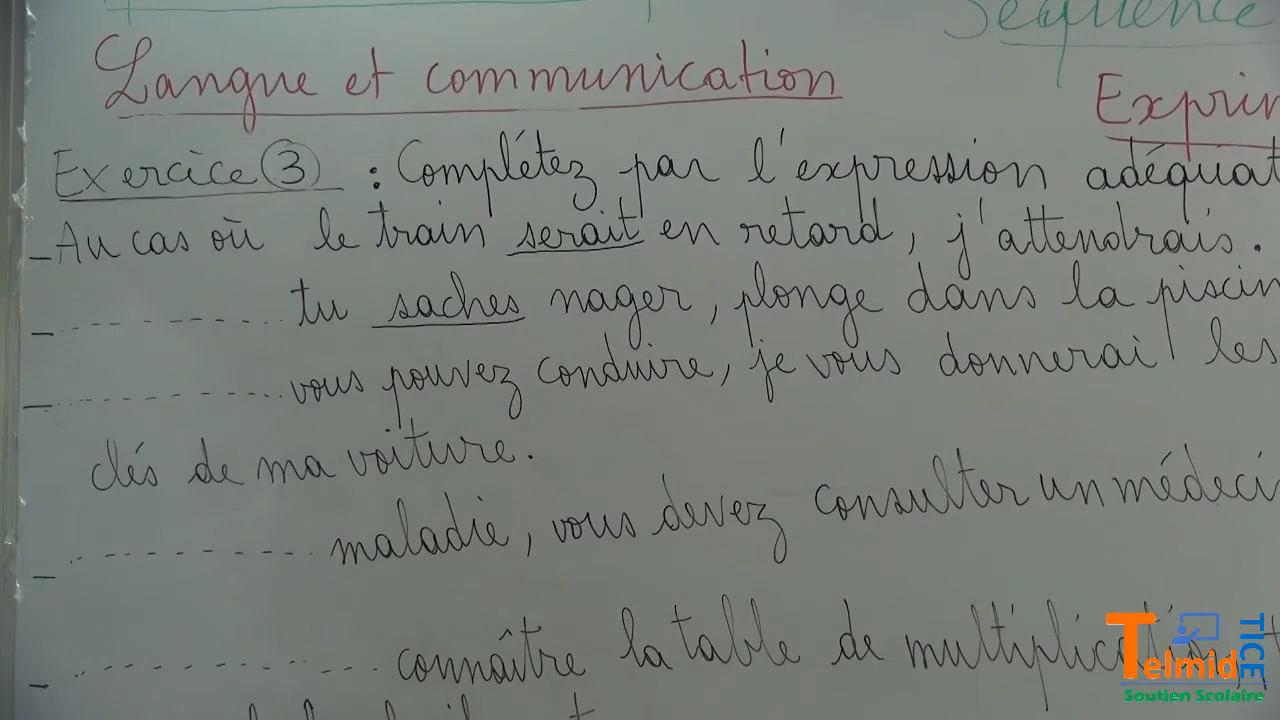 Séquence
Langue et communication
Exprim
Exercice 3 : Complétez par l'expression adéquat
- Au cas où le train serait en retard, j'attendrais.
- ............ tu saches nager, plonge dans la piscin
- ............ vous pouvez conduire, je vous donnerai les
clés de ma voiture.
- ............ maladie, vous devez consulter un médeci
- ............ connaître la table de multiplication, t
Telmid TICE
Soutien Scolaire